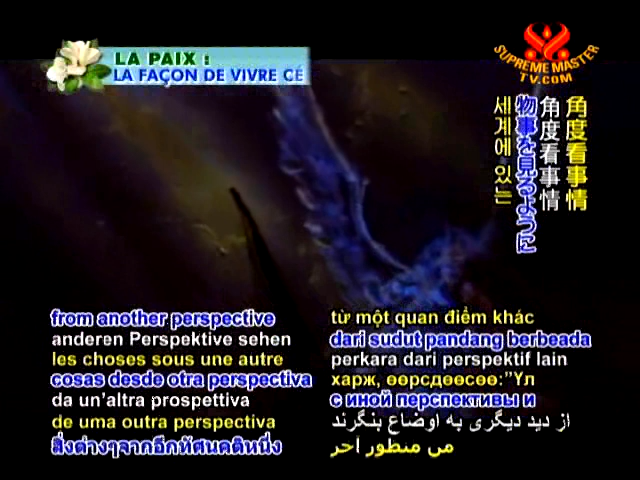 LA PAIX :
LA FAÇON DE VIVRE CÉ
SUPREME MASTER
TV.COM
角度看事情
角度看事情
物事を見るように
세계에 있는
from another perspective
anderen Perspektive sehen
les choses sous une autre
cosas desde otra perspectiva
da un'altra prospettiva
de uma outra perspectiva
สิ่งต่างๆจากอีกทัศนคติหนึ่ง
từ một quan điểm khác
dari sudut pandang berbeada
perkara dari perspektif lain
харж, өөрсдөөсөө:"Үл
с иной перспективы и
از دید دیگری به اوضاع بنگرند
من منظور آخر